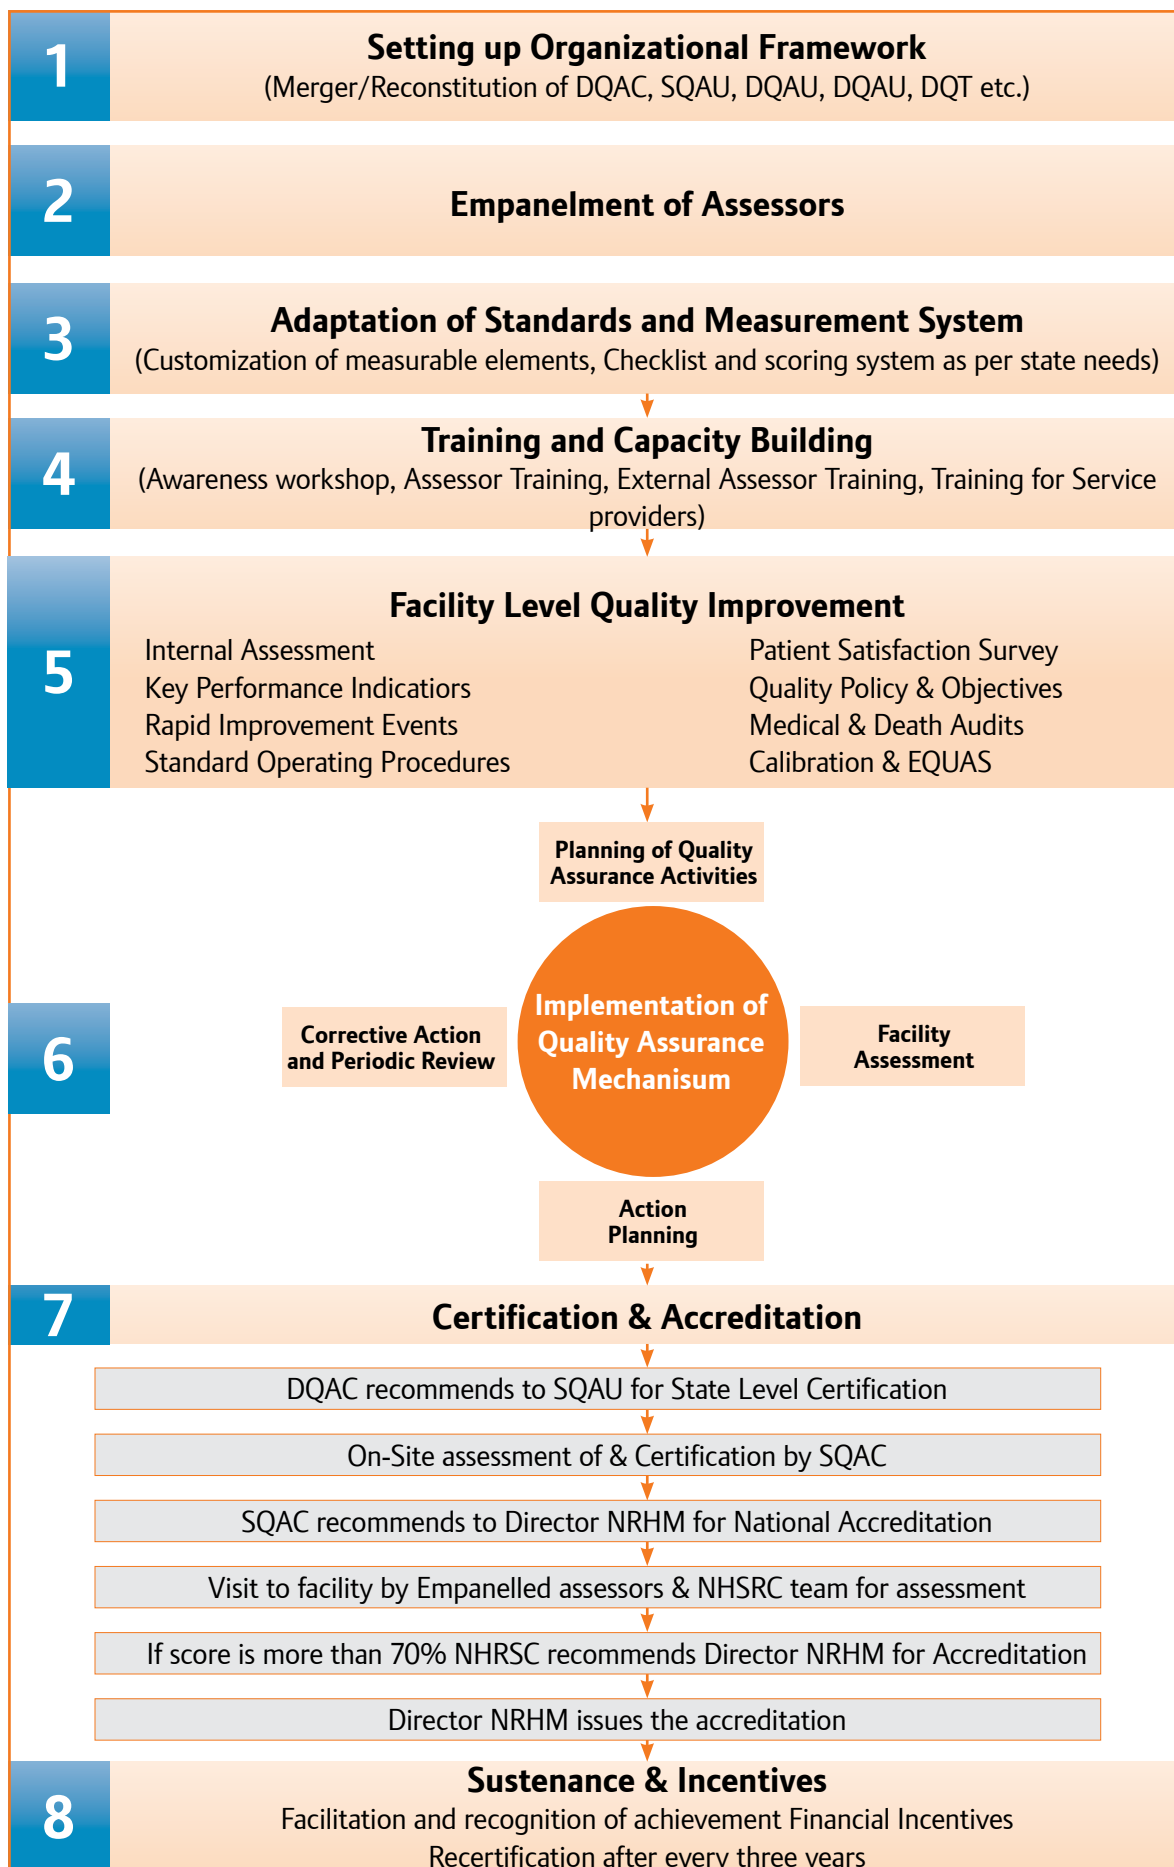 1
Setting up Organizational Framework
(Merger/Reconstitution of DQAC, SQAU, DQAU, DQAU, DQT etc.)
2
Empanelment of Assessors
3
Adaptation of Standards and Measurement System
(Customization of measurable elements, Checklist and scoring system as per state needs)
4
Training and Capacity Building
(Awareness workshop, Assessor Training, External Assessor Training, Training for Service
providers)
5
Facility Level Quality Improvement
Internal Assessment
Key Performance Indicatiors
Rapid Improvement Events
Standard Operating Procedures
Patient Satisfaction Survey
Quality Policy & Objectives
Medical & Death Audits
Calibration & EQUAS
6
Planning of Quality
Assurance Activities
Corrective Action
and Periodic Review
Implementation of
Quality Assurance
Mechanisum
Facility
Assessment
Action
Planning
7
Certification & Accreditation
DQAC recommends to SQAU for State Level Certification
On-Site assessment of & Certification by SQAC
SQAC recommends to Director NRHM for National Accreditation
Visit to facility by Empanelled assessors & NHSRC team for assessment
If score is more than 70% NHRSC recommends Director NRHM for Accreditation
Director NRHM issues the accreditation
8
Sustenance & Incentives
Facilitation and recognition of achievement Financial Incentives
Recertification after every three years